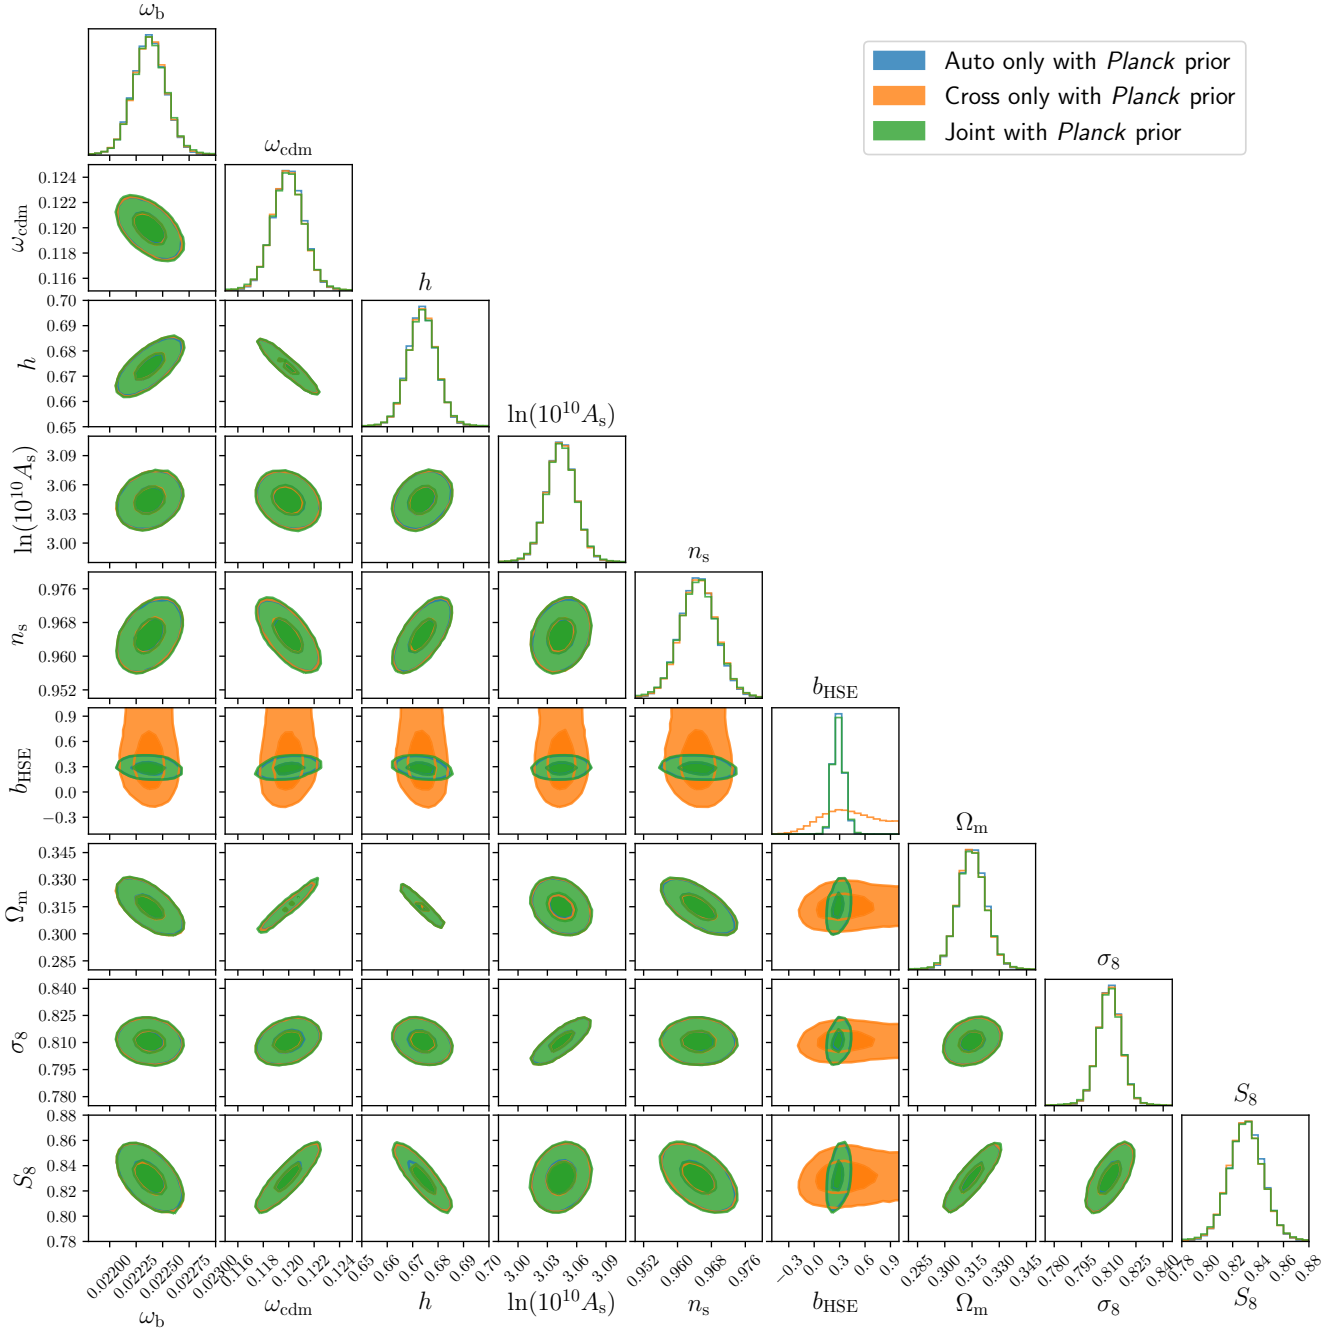 ω_b
Auto only with Planck prior
Cross only with Planck prior
Joint with Planck prior
ω_cdm
0.124
0.122
0.120
0.118
0.116
ω_cdm
h
0.70
0.69
0.68
0.67
0.66
0.65
h
ln(10^10 A_s)
3.09
3.06
3.03
3.00
ln(10^10 A_s)
n_s
0.976
0.968
0.960
0.952
n_s
b_HSE
0.9
0.6
0.3
0.0
−0.3
b_HSE
Ω_m
0.345
0.330
0.315
0.300
0.285
Ω_m
σ_8
0.840
0.825
0.810
0.795
0.780
σ_8
S_8
0.88
0.86
0.84
0.82
0.80
0.78
S_8
0.02200 0.02225 0.02250 0.02275 0.02300
0.116 0.118 0.120 0.122 0.124
0.65 0.66 0.67 0.68 0.69 0.70
3.00 3.03 3.06 3.09
0.952 0.960 0.968 0.976
−0.3 0.0 0.3 0.6 0.9
0.285 0.300 0.315 0.330 0.345
0.780 0.795 0.810 0.825 0.840
0.78 0.80 0.82 0.84 0.86 0.88
ω_b ω_cdm h ln(10^10 A_s) n_s b_HSE Ω_m σ_8 S_8